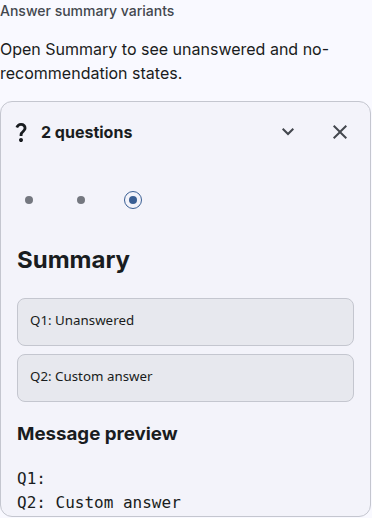 Answer summary variants
Open Summary to see unanswered and no-
recommendation states.
? 2 questions
Summary
Q1: Unanswered
Q2: Custom answer
Message preview
Q1:
Q2: Custom answer